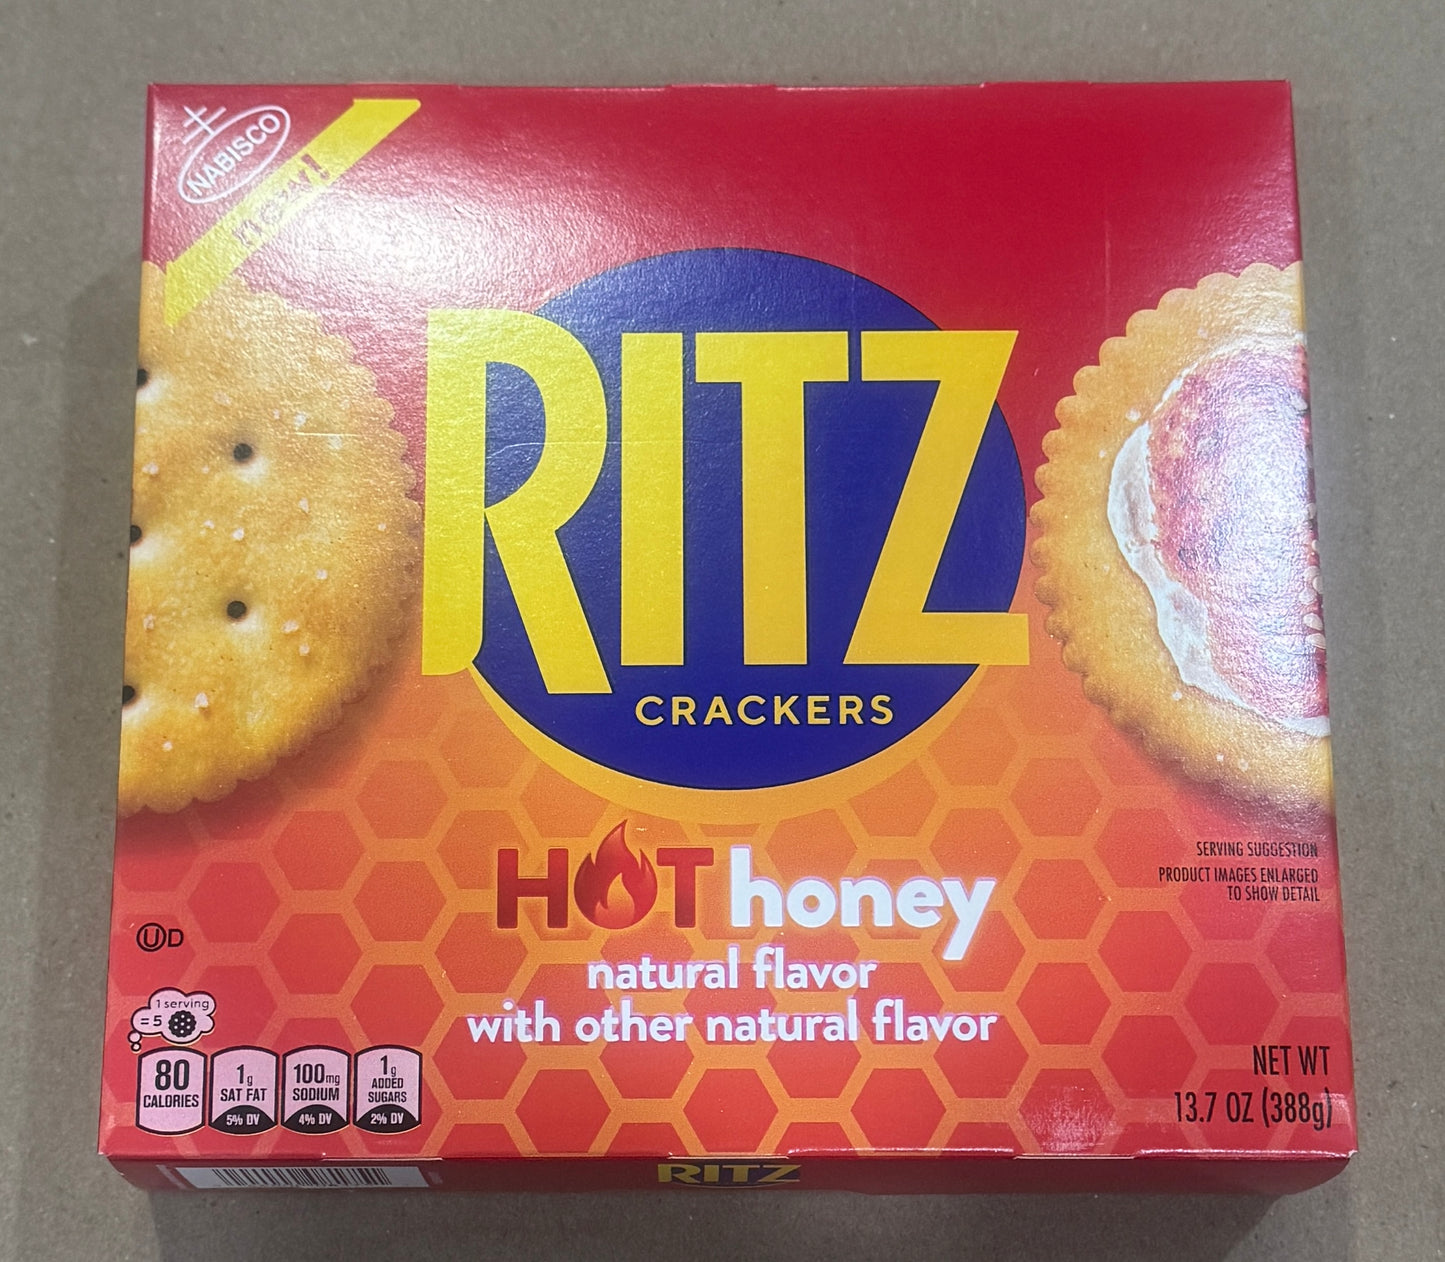 NABISCO
new!
RITZ
CRACKERS
HOT honey
natural flavor
with other natural flavor
SERVING SUGGESTION
PRODUCT IMAGES ENLARGED
TO SHOW DETAIL
UD
1 serving
=5
80
CALORIES
1g
SAT FAT
5% DV
100mg
SODIUM
4% DV
1g
ADDED
SUGARS
2% DV
NET WT
13.7 OZ (388g)
RITZ